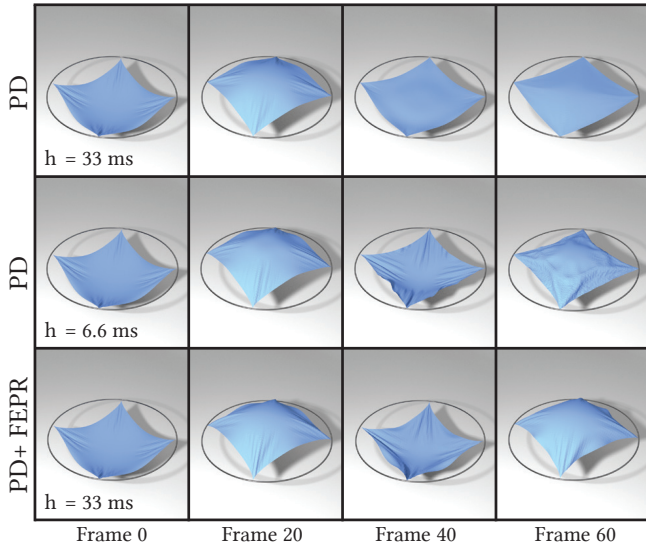 PD
h = 33 ms
PD
h = 6.6 ms
PD+ FEPR
h = 33 ms
Frame 0 Frame 20 Frame 40 Frame 60